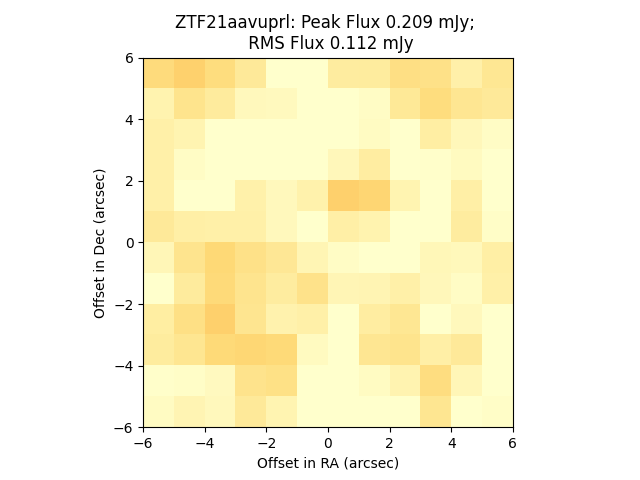 ZTF21aavuprl: Peak Flux 0.209 mJy;
RMS Flux 0.112 mJy
6
4
2
0
−2
−4
−6
Offset in Dec (arcsec)
−6 −4 −2 0 2 4 6
Offset in RA (arcsec)